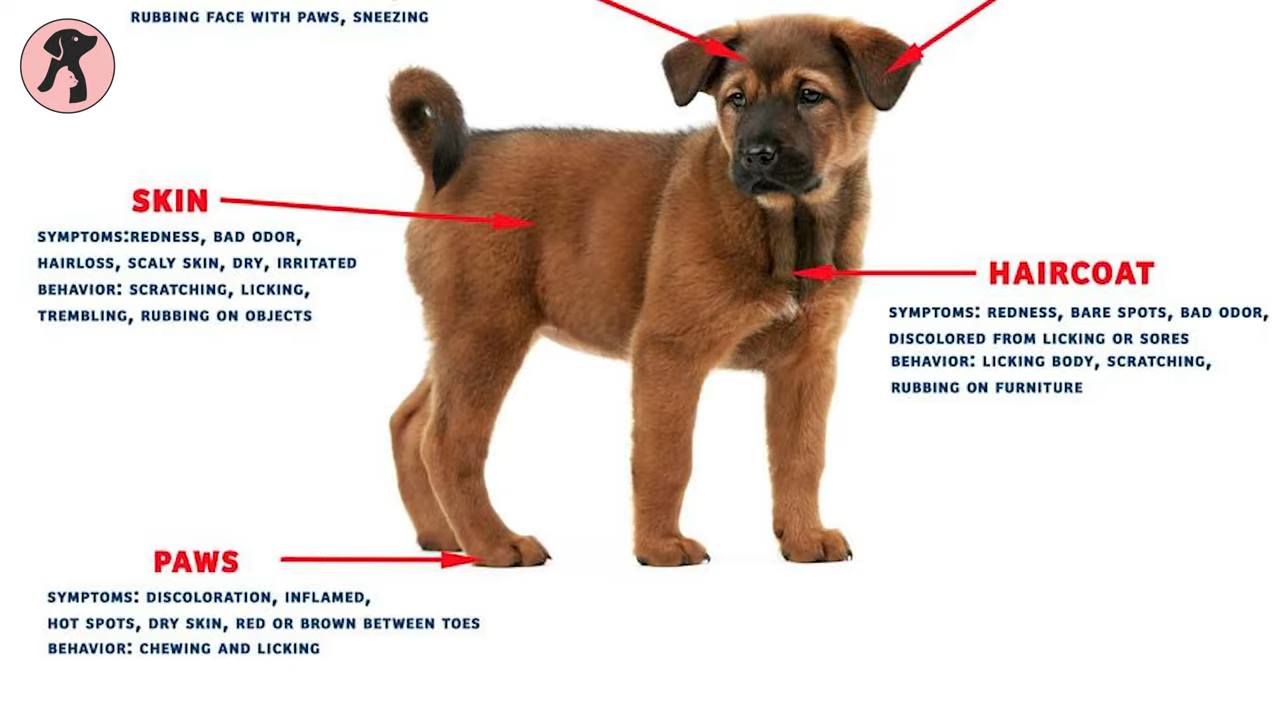 RUBBING FACE WITH PAWS, SNEEZING
SKIN
SYMPTOMS:REDNESS, BAD ODOR,
HAIRLOSS, SCALY SKIN, DRY, IRRITATED
BEHAVIOR: SCRATCHING, LICKING,
TREMBLING, RUBBING ON OBJECTS
HAIRCOAT
SYMPTOMS: REDNESS, BARE SPOTS, BAD ODOR,
DISCOLORED FROM LICKING OR SORES
BEHAVIOR: LICKING BODY, SCRATCHING,
RUBBING ON FURNITURE
PAWS
SYMPTOMS: DISCOLORATION, INFLAMED,
HOT SPOTS, DRY SKIN, RED OR BROWN BETWEEN TOES
BEHAVIOR: CHEWING AND LICKING